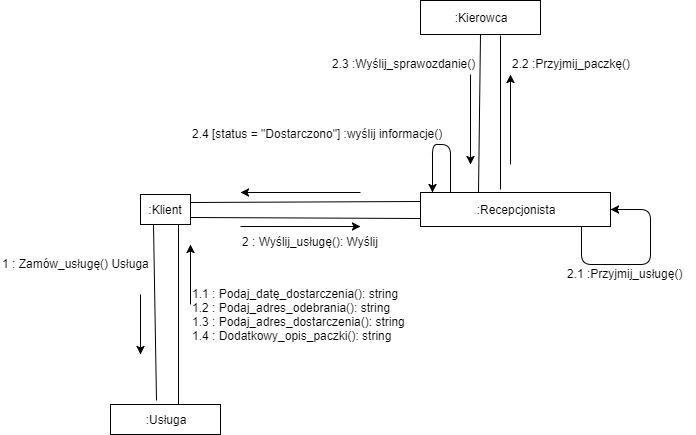 :Kierowca
2.3 :Wyślij_sprawozdanie()
2.2 :Przyjmij_paczkę()
2.4 [status = "Dostarczono"] :wyślij informacje()
:Klient
:Recepcjonista
2 : Wyślij_usługę(): Wyślij
1 : Zamów_usługę() Usługa
2.1 :Przyjmij_usługę()
1.1 : Podaj_datę_dostarczenia(): string
1.2 : Podaj_adres_odebrania(): string
1.3 : Podaj_adres_dostarczenia(): string
1.4 : Dodatkowy_opis_paczki(): string
:Usługa